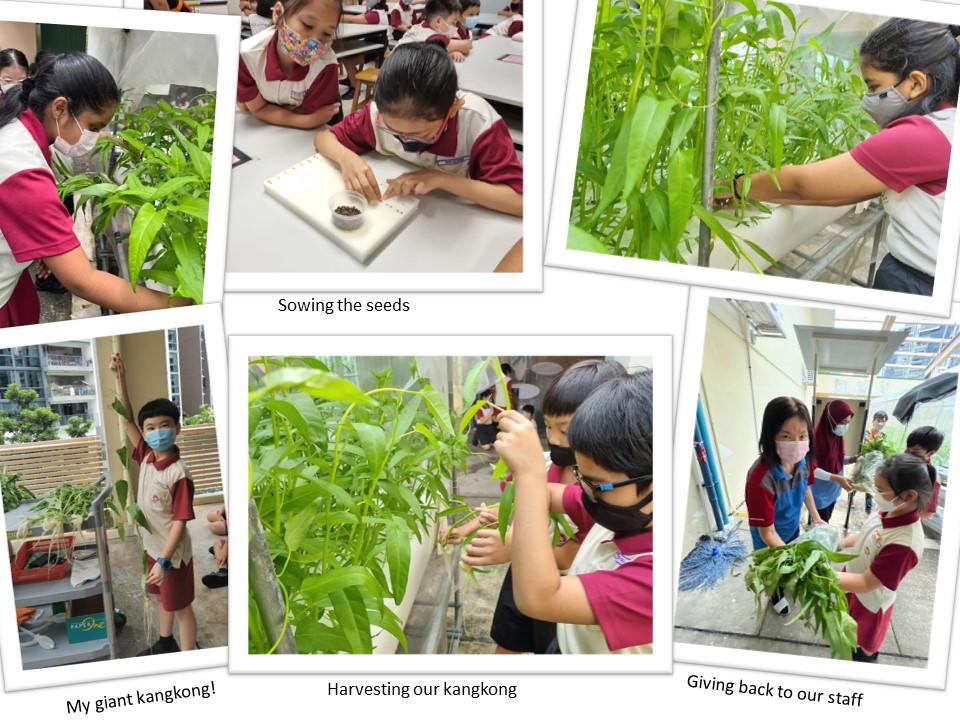 Sowing the seeds
My giant kangkong!
Harvesting our kangkong
Giving back to our staff